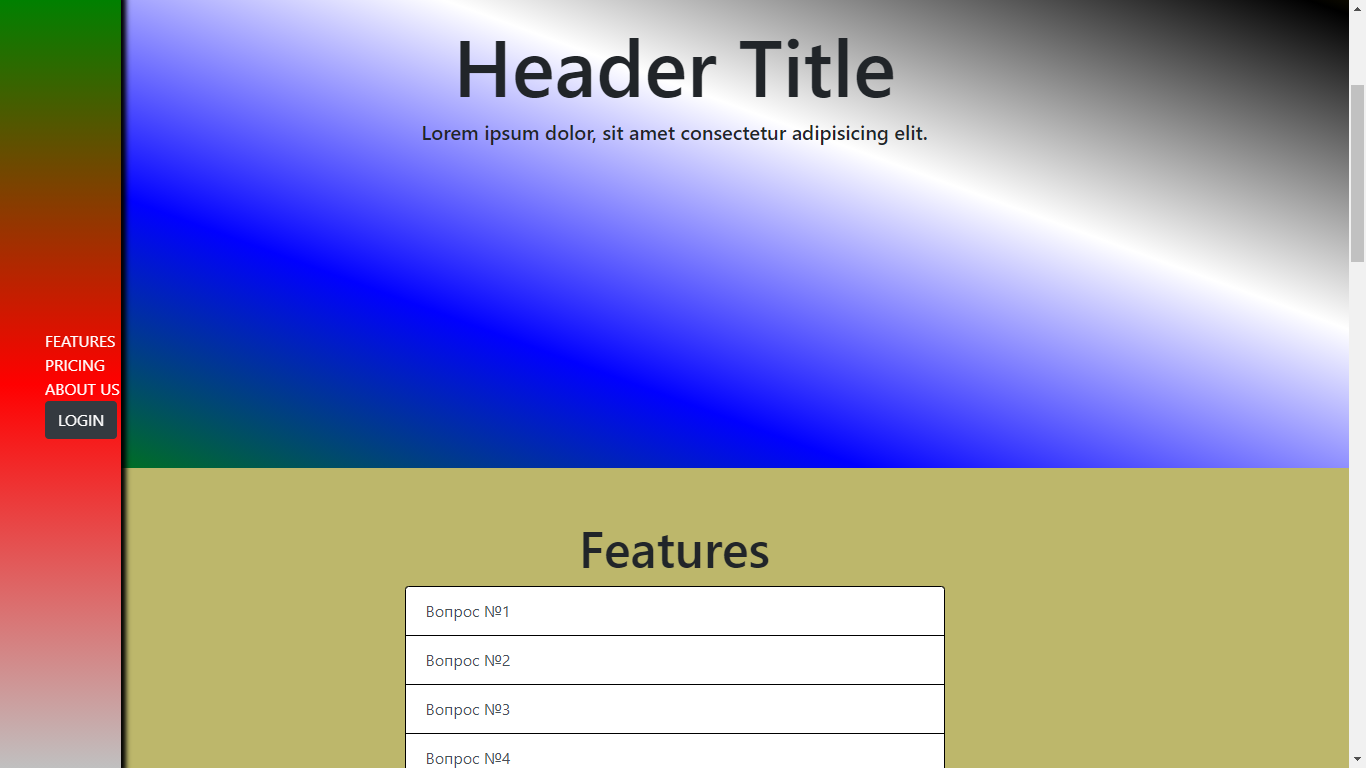 Header Title
Lorem ipsum dolor, sit amet consectetur adipisicing elit.
FEATURES
PRICING
ABOUT US
LOGIN
Features
Вопрос №1
Вопрос №2
Вопрос №3
Вопрос №4